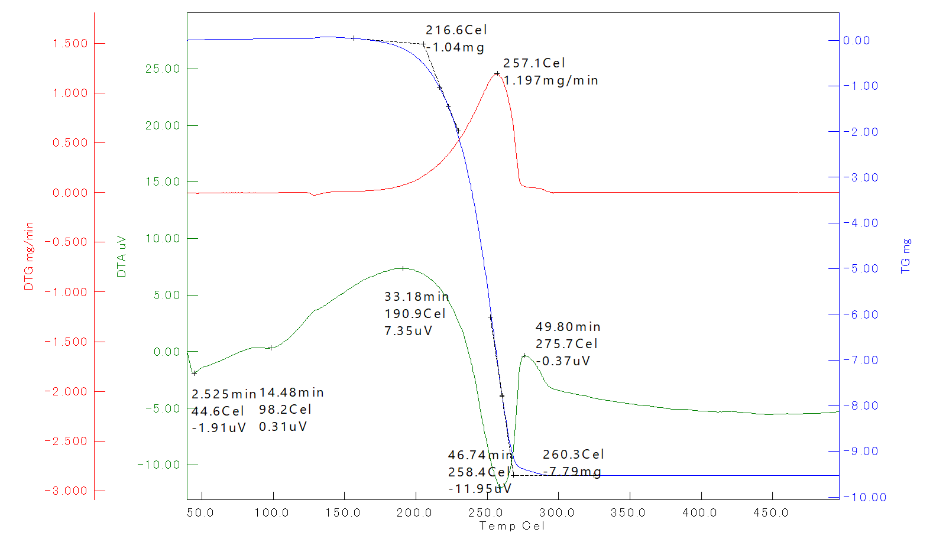 216.6Cel
-1.04mg
257.1Cel
1.197mg/min
1.500
1.000
0.500
0.000
-0.500
-1.000
-1.500
-2.000
-2.500
-3.000
DTG mg/min
25.00
20.00
15.00
10.00
5.00
0.00
-5.00
-10.00
DTA uV
0.00
-1.00
-2.00
-3.00
-4.00
-5.00
-6.00
-7.00
-8.00
-9.00
-10.00
TG mg
33.18min
190.9Cel
7.35uV
49.80min
275.7Cel
-0.37uV
2.525min
44.6Cel
-1.91uV
14.48min
98.2Cel
0.31uV
46.74min
258.4Cel
-11.95uV
260.3Cel
-7.79mg
50.0
100.0
150.0
200.0
250.0
300.0
350.0
400.0
450.0
Temp Cel